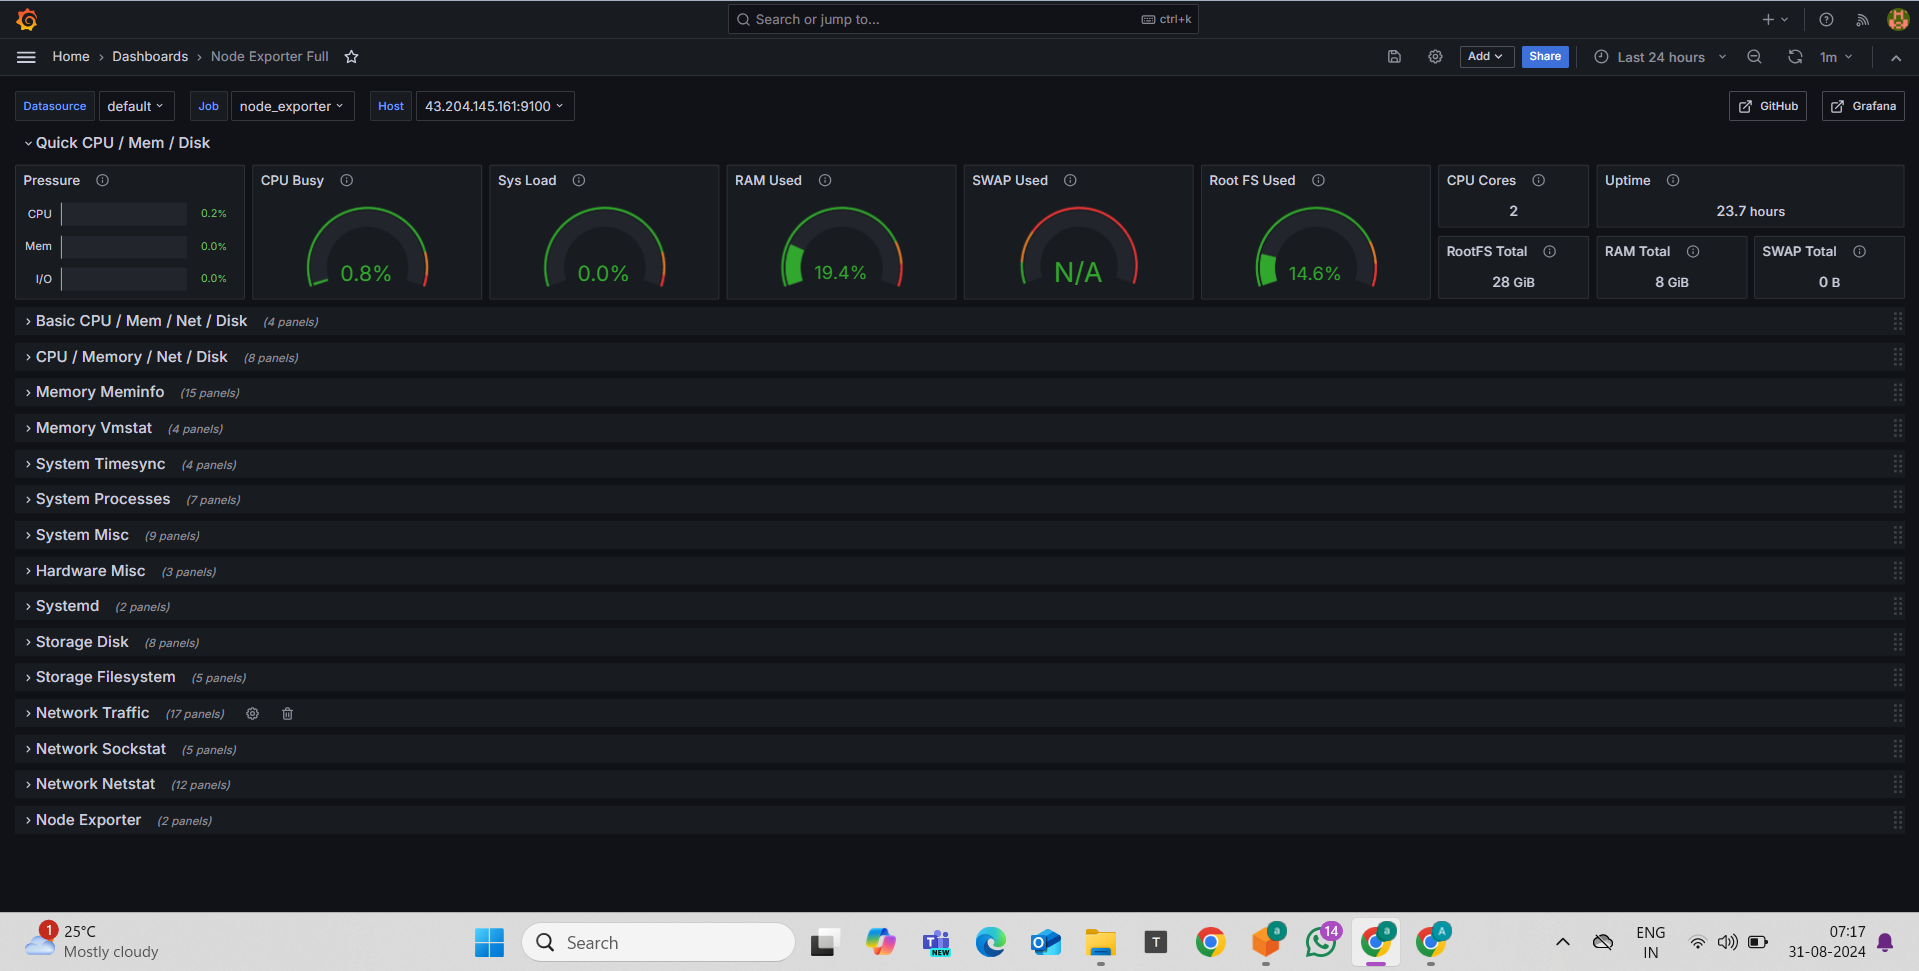 Search or jump to...
ctrl+k
Home › Dashboards › Node Exporter Full
Add
Share
Last 24 hours
1m
Datasource
default
Job
node_exporter
Host
43.204.145.161:9100
GitHub
Grafana
Quick CPU / Mem / Disk
Pressure
CPU 0.2%
Mem 0.0%
I/O 0.0%
CPU Busy
0.8%
Sys Load
0.0%
RAM Used
19.4%
SWAP Used
N/A
Root FS Used
14.6%
CPU Cores
2
Uptime
23.7 hours
RootFS Total
28 GiB
RAM Total
8 GiB
SWAP Total
0 B
Basic CPU / Mem / Net / Disk (4 panels)
CPU / Memory / Net / Disk (8 panels)
Memory Meminfo (15 panels)
Memory Vmstat (4 panels)
System Timesync (4 panels)
System Processes (7 panels)
System Misc (9 panels)
Hardware Misc (3 panels)
Systemd (2 panels)
Storage Disk (8 panels)
Storage Filesystem (5 panels)
Network Traffic (17 panels)
Network Sockstat (5 panels)
Network Netstat (12 panels)
Node Exporter (2 panels)
1
25°C
Mostly cloudy
Search
NEW
T
a
14
a
A
ENG
IN
07:17
31-08-2024